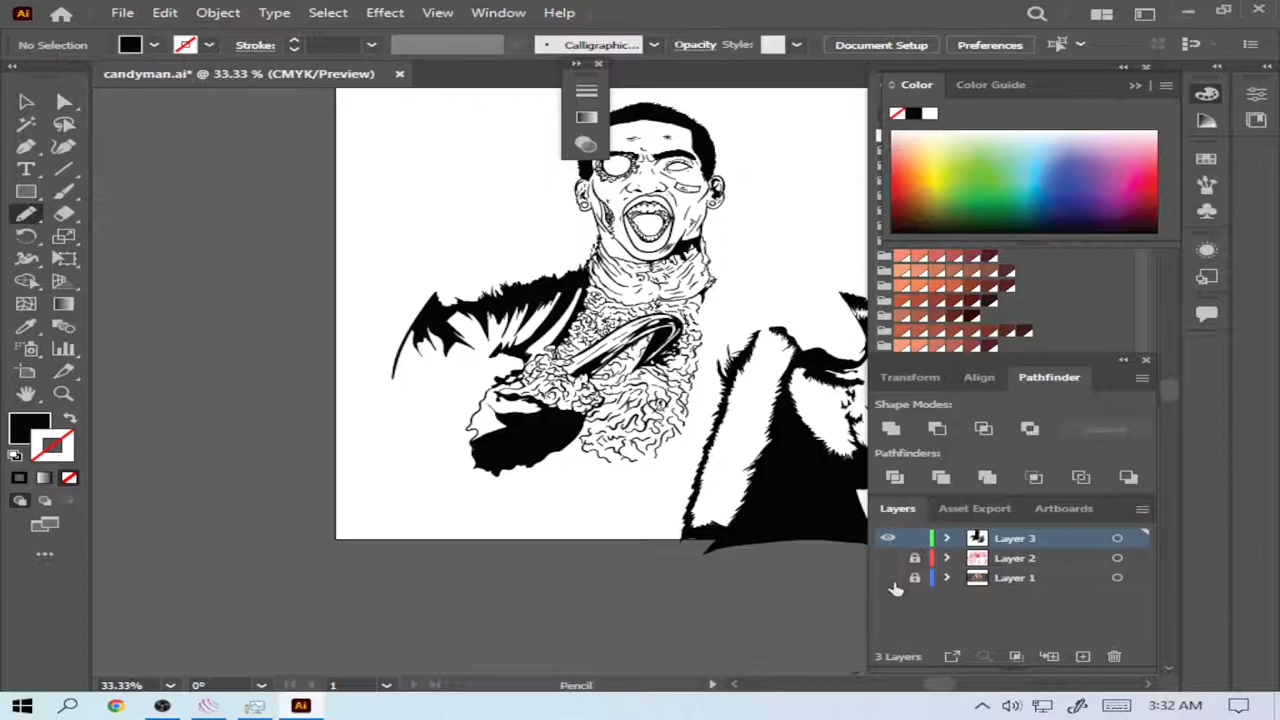 Ai File Edit Object Type Select Effect View Window Help
No Selection Stroke: Calligraphic... Opacity Style: Document Setup Preferences
candyman.ai* @ 33.33 % (CMYK/Preview)
Color Color Guide
Transform Align Pathfinder
Shape Modes:
Pathfinders:
Layers Asset Export Artboards
Layer 3
Layer 2
Layer 1
3 Layers
33.33% 0° 1 Pencil
Ai 3:32 AM